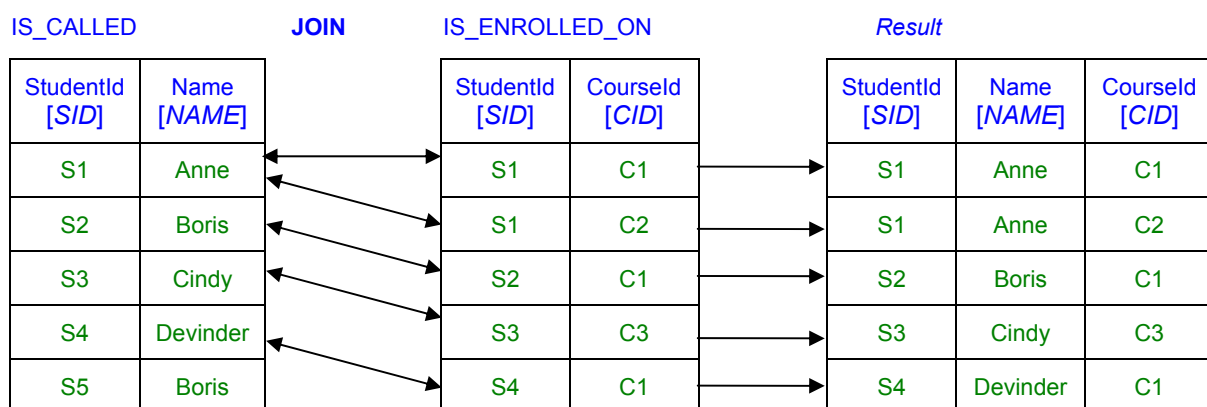 IS_CALLED JOIN IS_ENROLLED_ON Result
StudentId Name StudentId CourseId StudentId Name CourseId
[SID] [NAME] [SID] [CID] [SID] [NAME] [CID]
S1 Anne S1 C1 S1 Anne C1
S2 Boris S1 C2 S1 Anne C2
S3 Cindy S2 C1 S2 Boris C1
S4 Devinder S3 C3 S3 Cindy C3
S5 Boris S4 C1 S4 Devinder C1